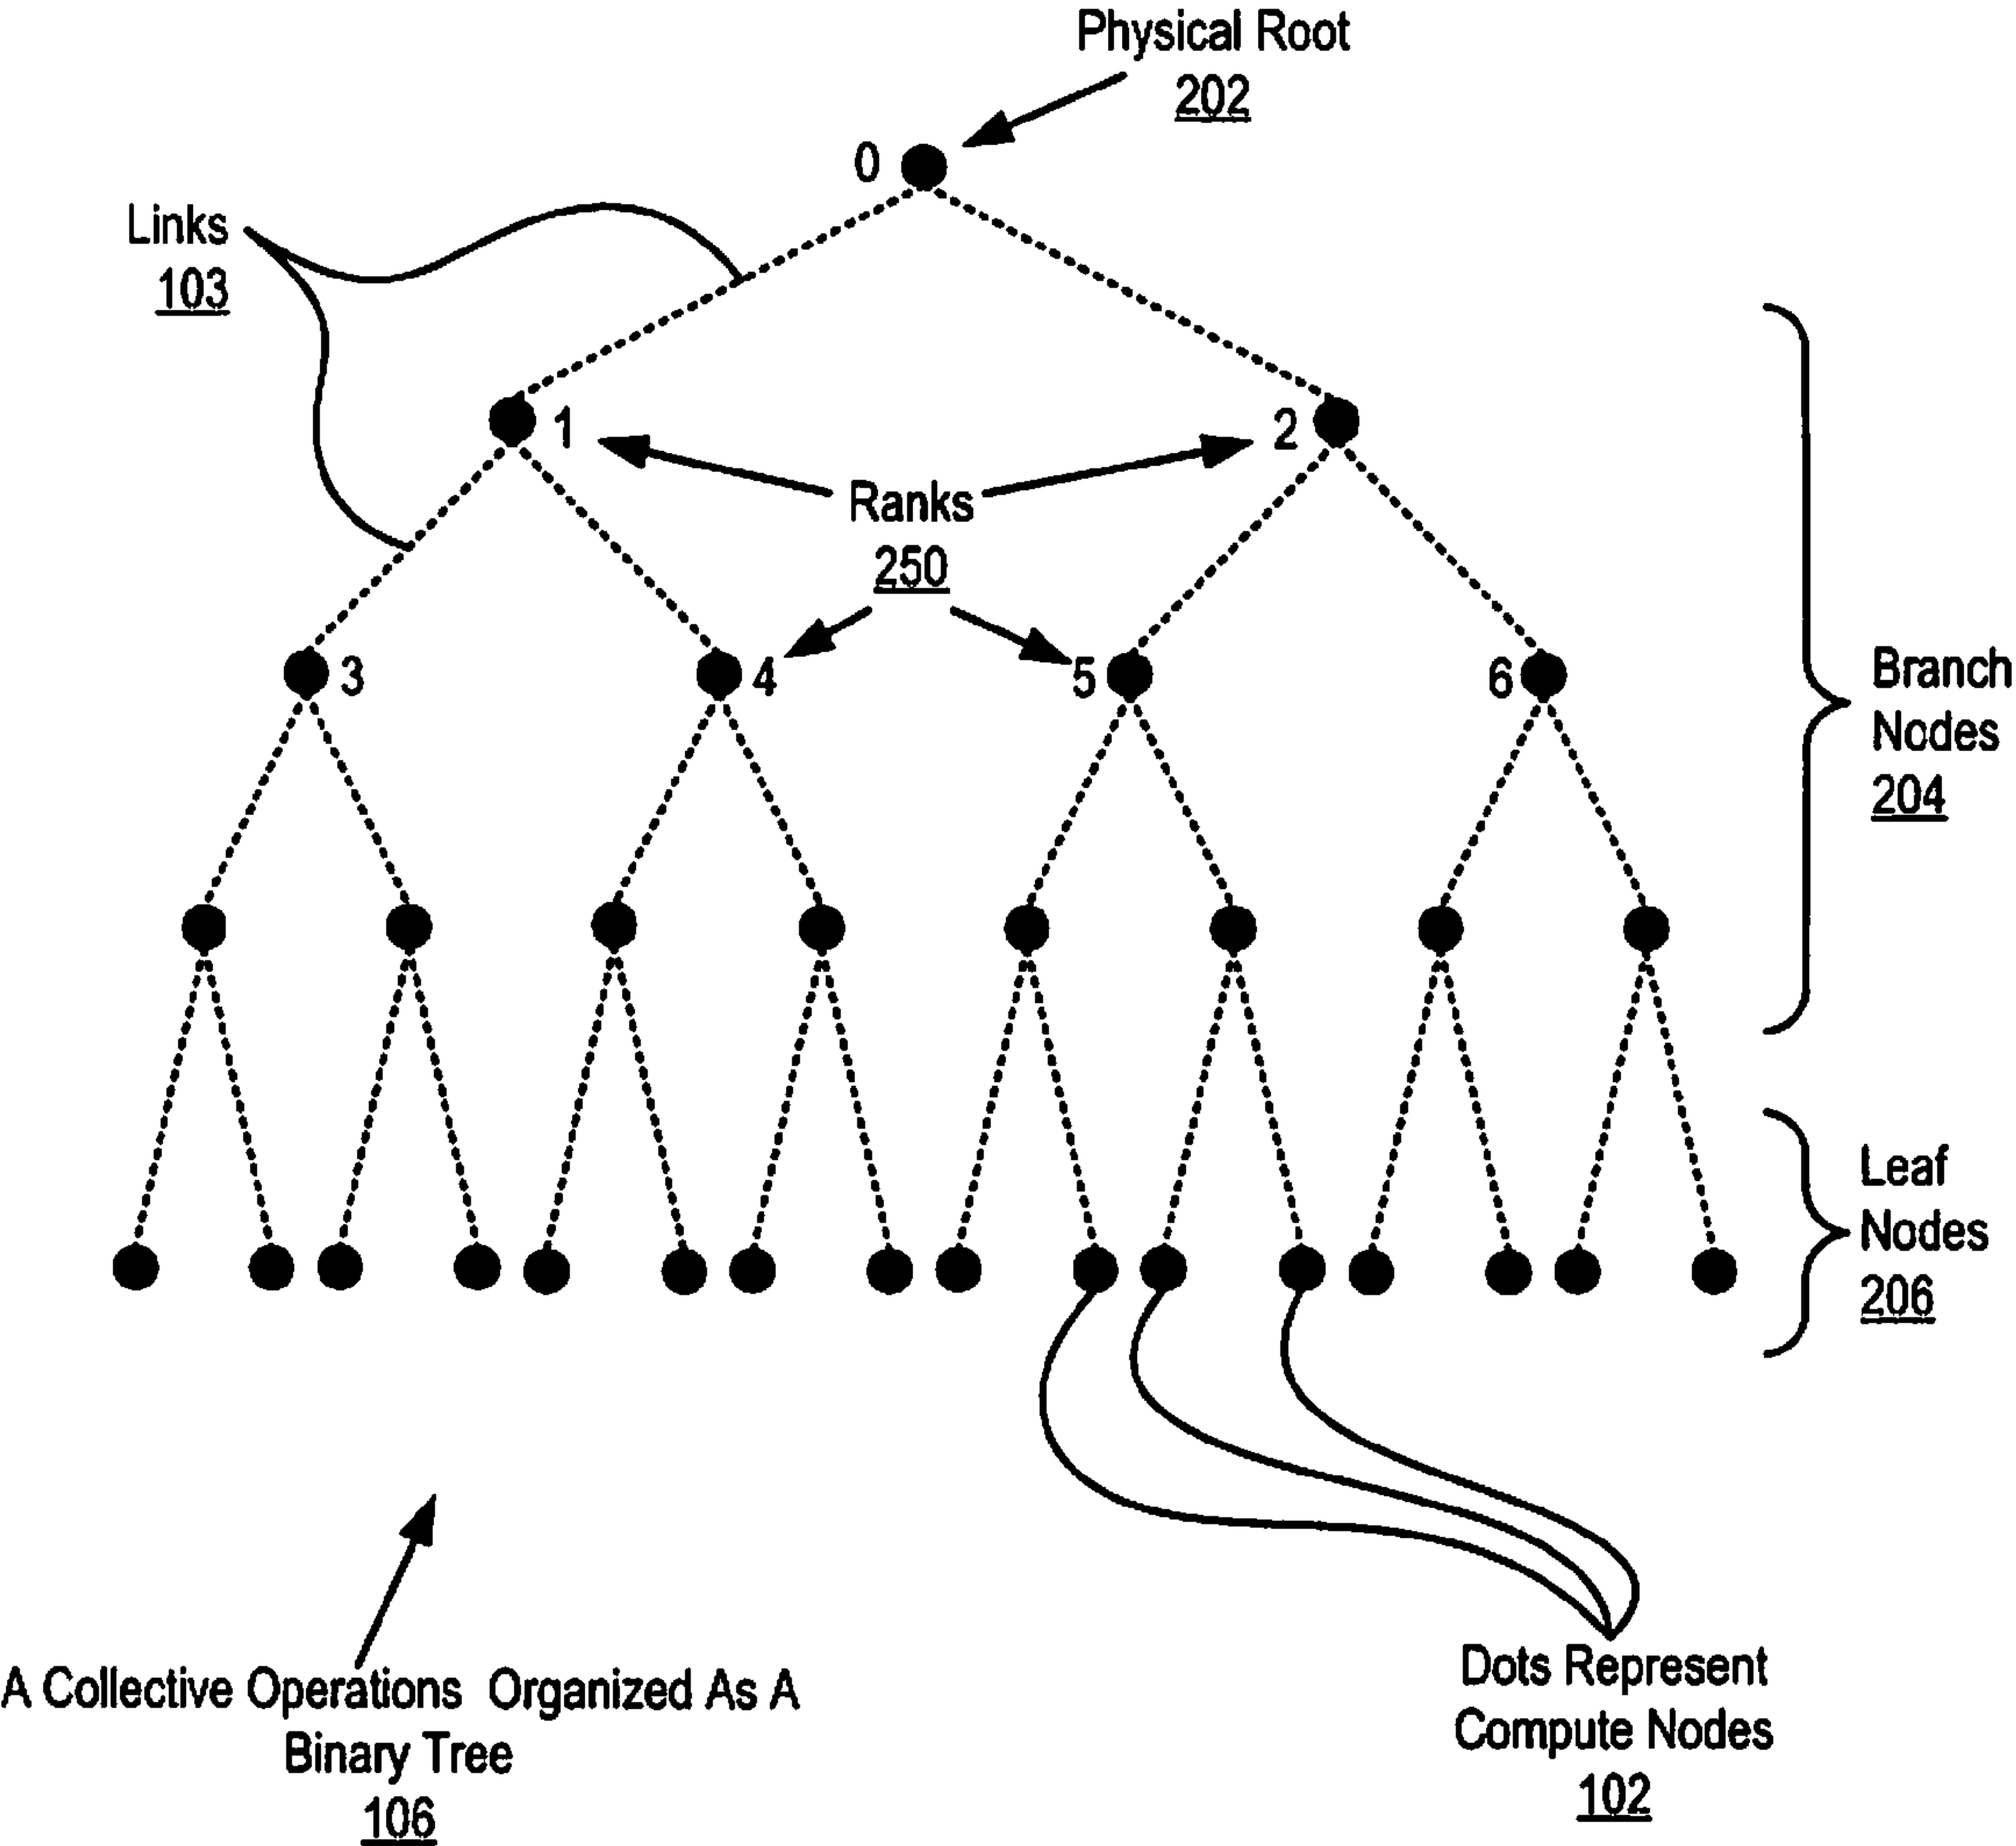 Physical Root
202
0
Links
103
1
2
Ranks
250
3
4
5
6
Branch
Nodes
204
Leaf
Nodes
206
A Collective Operations Organized As A
Binary Tree
106
Dots Represent
Compute Nodes
102